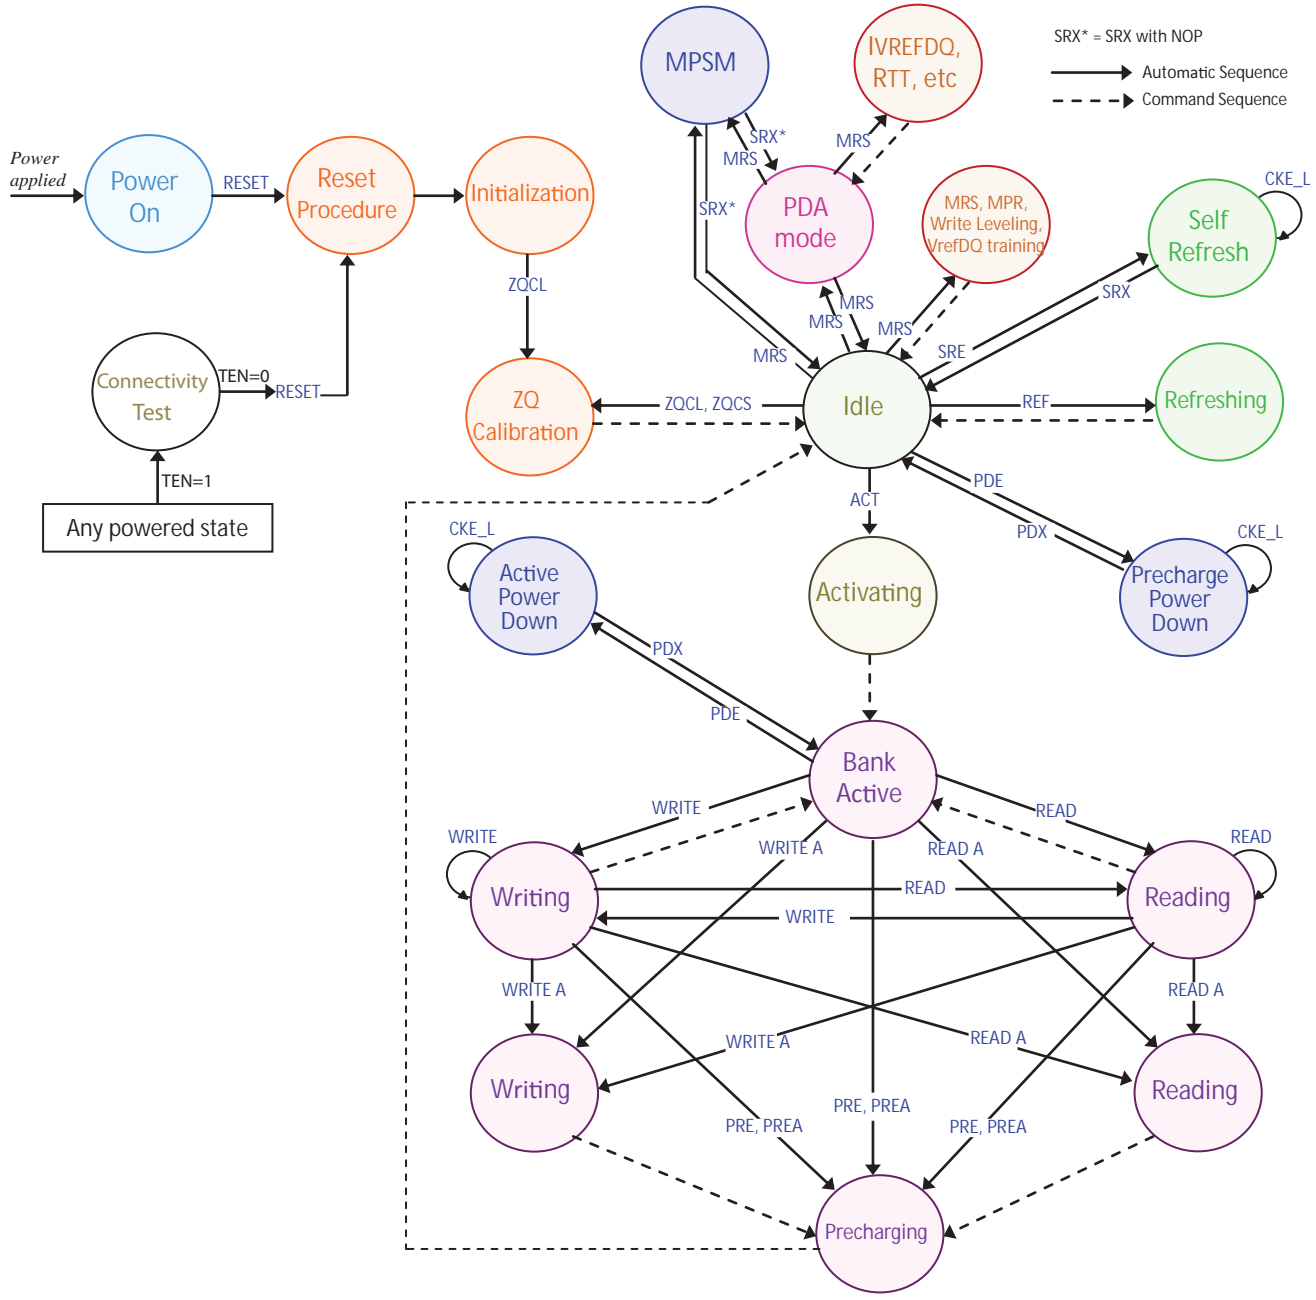 SRX* = SRX with NOP
Automatic Sequence
Command Sequence
MPSM
IVREFDQ,
RTT, etc
SRX*
MRS
MRS
Power
applied
Power
On
RESET
Reset
Procedure
Initialization
PDA
mode
MRS, MPR,
Write Leveling,
VrefDQ training
CKE_L
Self
Refresh
SRX*
ZQCL
MRS
MRS
MRS
SRX
SRE
MRS
Connectivity
Test
TEN=0
RESET
ZQ
Calibration
ZQCL, ZQCS
Idle
REF
Refreshing
TEN=1
Any powered state
ACT
PDE
PDX
CKE_L
Active
Power
Down
Activating
CKE_L
Precharge
Power
Down
PDX
PDE
Bank
Active
WRITE
READ
WRITE
WRITE A
READ A
READ
Writing
READ
WRITE
Reading
WRITE A
READ A
WRITE A
READ A
Writing
Reading
PRE, PREA
PRE, PREA
PRE, PREA
Precharging